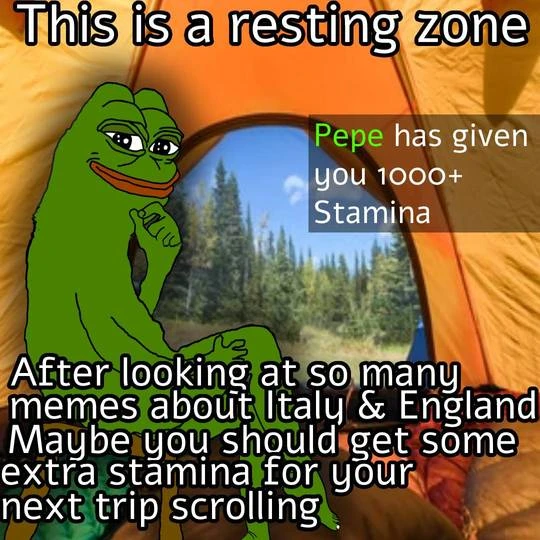 This is a resting zone
Pepe has given
you 1000+
Stamina
After looking at so many
memes about Italy & England
Maybe you should get some
extra stamina for your
next trip scrolling